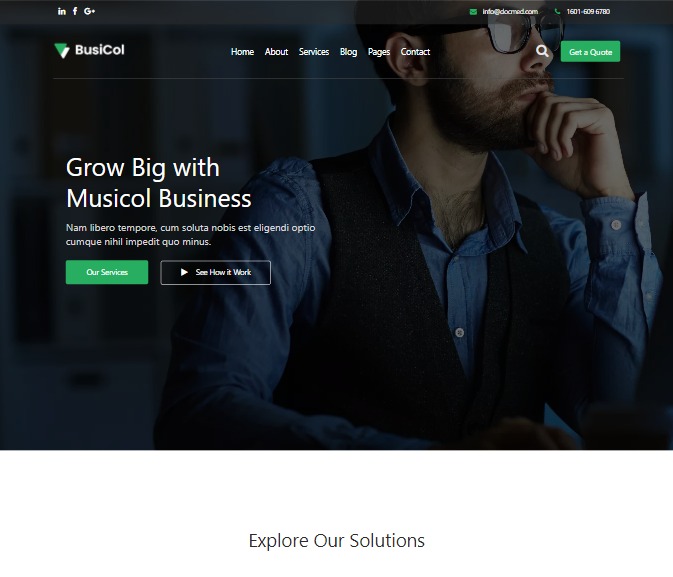 info@docmed.com 1601-609 6780
BusiCol
Home About Services Blog Pages Contact
Get a Quote
Grow Big with
Musicol Business
Nam libero tempore, cum soluta nobis est eligendi optio
cumque nihil impedit quo minus.
Our Services
See How it Work
Explore Our Solutions